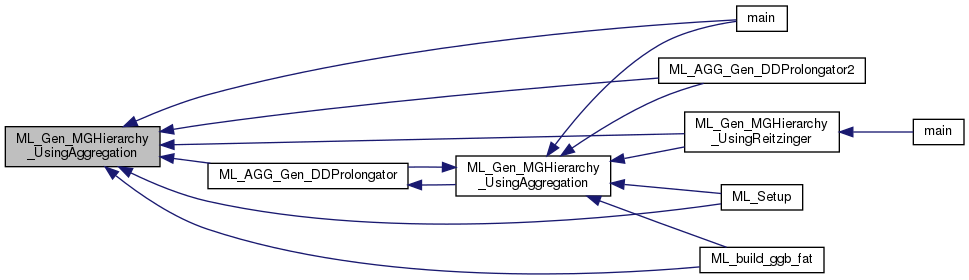 ML_Gen_MGHierarchy
_UsingAggregation
main
ML_AGG_Gen_DDProlongator2
ML_Gen_MGHierarchy
_UsingReitzinger
main
ML_AGG_Gen_DDProlongator
ML_Gen_MGHierarchy
_UsingAggregation
ML_Setup
ML_build_ggb_fat